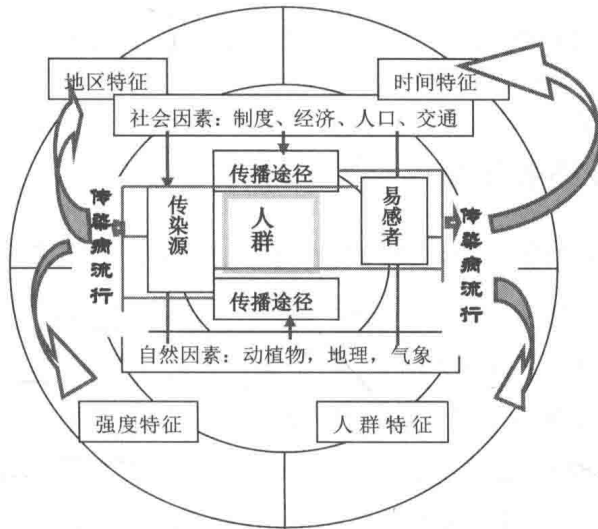 地区特征
时间特征
社会因素：制度、经济、人口、交通
传播途径
传染病流行
传染源
人群
易感者
传染病流行
传播途径
自然因素：动植物，地理，气象
强度特征
人群特征